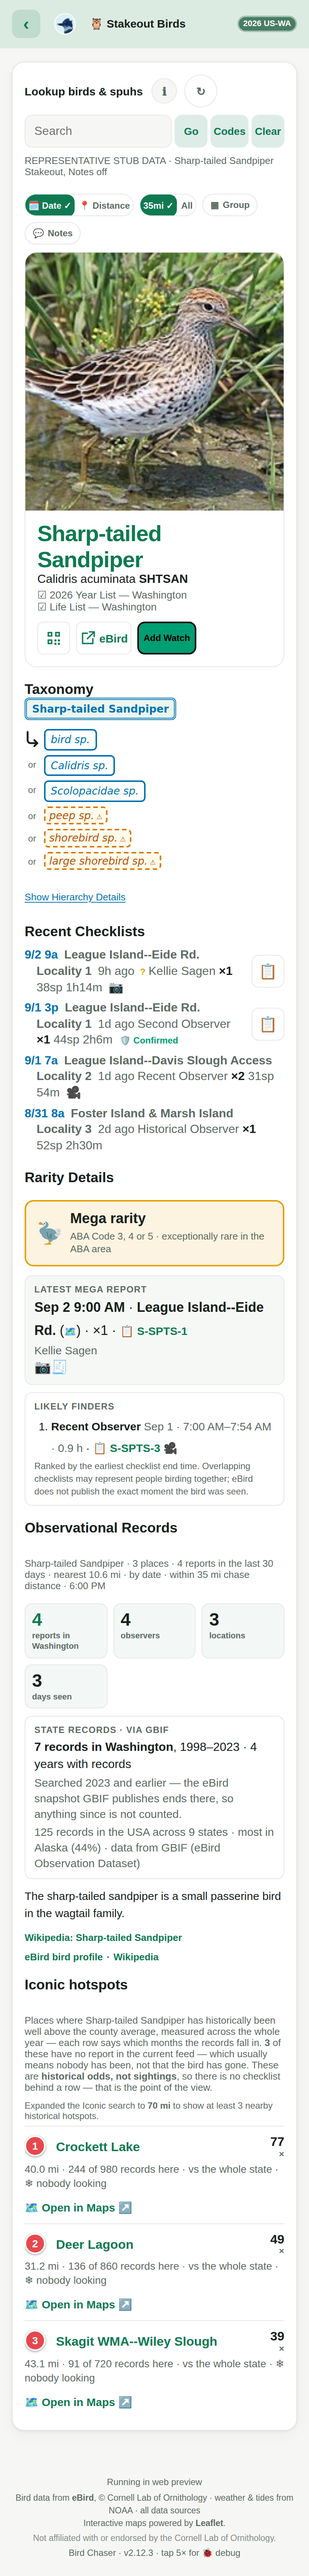 ‹ 🦉 Stakeout Birds 2026 US-WA
Lookup birds & spuhs ℹ ↻
Search Go Codes Clear
REPRESENTATIVE STUB DATA · Sharp-tailed Sandpiper
Stakeout, Notes off
🗓️ Date ✓ 📍 Distance 35mi ✓ All ▦ Group
💬 Notes
Sharp-tailed
Sandpiper
Calidris acuminata SHTSAN
☑ 2026 Year List — Washington
☑ Life List — Washington
eBird Add Watch
Taxonomy
Sharp-tailed Sandpiper
bird sp.
or Calidris sp.
or Scolopacidae sp.
or peep sp. ⚠
or shorebird sp. ⚠
or large shorebird sp. ⚠
Show Hierarchy Details
Recent Checklists
9/2 9a League Island--Eide Rd.
Locality 1 9h ago ? Kellie Sagen ×1
38sp 1h14m 📷
9/1 3p League Island--Eide Rd.
Locality 1 1d ago Second Observer
×1 44sp 2h6m 🛡️ Confirmed
9/1 7a League Island--Davis Slough Access
Locality 2 1d ago Recent Observer ×2 31sp
54m 🎥
8/31 8a Foster Island & Marsh Island
Locality 3 2d ago Historical Observer ×1
52sp 2h30m
Rarity Details
Mega rarity
ABA Code 3, 4 or 5 · exceptionally rare in the
ABA area
LATEST MEGA REPORT
Sep 2 9:00 AM · League Island--Eide
Rd. (🗺️) · ×1 · 📋 S-SPTS-1
Kellie Sagen
📷🧾
LIKELY FINDERS
1. Recent Observer Sep 1 · 7:00 AM–7:54 AM
· 0.9 h · 📋 S-SPTS-3 🎥
Ranked by the earliest checklist end time. Overlapping
checklists may represent people birding together; eBird
does not publish the exact moment the bird was seen.
Observational Records
Sharp-tailed Sandpiper · 3 places · 4 reports in the last 30
days · nearest 10.6 mi · by date · within 35 mi chase
distance · 6:00 PM
4 4 3
reports in observers locations
Washington
3
days seen
STATE RECORDS · VIA GBIF
7 records in Washington, 1998–2023 · 4
years with records
Searched 2023 and earlier — the eBird
snapshot GBIF publishes ends there, so
anything since is not counted.
125 records in the USA across 9 states · most in
Alaska (44%) · data from GBIF (eBird
Observation Dataset)
The sharp-tailed sandpiper is a small passerine bird
in the wagtail family.
Wikipedia: Sharp-tailed Sandpiper
eBird bird profile · Wikipedia
Iconic hotspots
Places where Sharp-tailed Sandpiper has historically been
well above the county average, measured across the whole
year — each row says which months the records fall in. 3 of
these have no report in the current feed — which usually
means nobody has been, not that the bird has gone. These
are historical odds, not sightings, so there is no checklist
behind a row — that is the point of the view.
Expanded the Iconic search to 70 mi to show at least 3 nearby
historical hotspots.
1 Crockett Lake 77
×
40.0 mi · 244 of 980 records here · vs the whole state ·
❄ nobody looking
🗺️ Open in Maps ↗️
2 Deer Lagoon 49
×
31.2 mi · 136 of 860 records here · vs the whole state ·
❄ nobody looking
🗺️ Open in Maps ↗️
3 Skagit WMA--Wiley Slough 39
×
43.1 mi · 91 of 720 records here · vs the whole state · ❄
nobody looking
🗺️ Open in Maps ↗️
Running in web preview
Bird data from eBird, © Cornell Lab of Ornithology · weather & tides from
NOAA · all data sources
Interactive maps powered by Leaflet.
Not affiliated with or endorsed by the Cornell Lab of Ornithology.
Bird Chaser · v2.12.3 · tap 5× for 🐞 debug